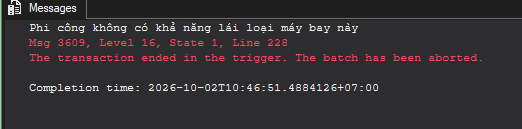 Messages
Phi công không có khả năng lái loại máy bay này
Msg 3609, Level 16, State 1, Line 228
The transaction ended in the trigger. The batch has been aborted.
Completion time: 2026-10-02T10:46:51.4884126+07:00